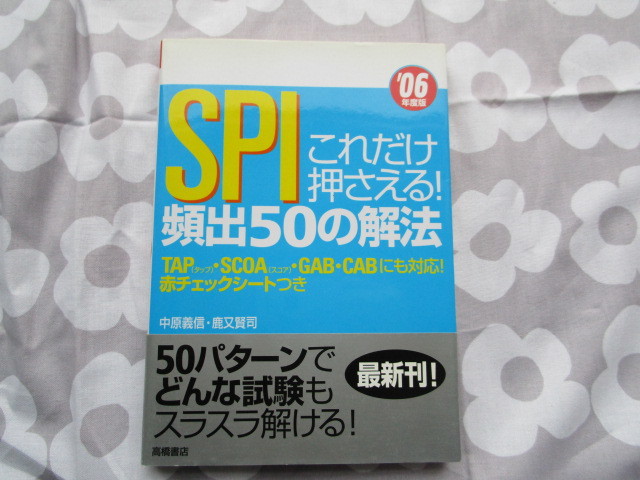 '06
年度版
SPI
これだけ
押さえる!
頻出50の解法
TAP(タップ)・SCOA(スコア)・GAB・CABにも対応!
赤チェックシートつき
中原義信・鹿又賢司
50パターンで
どんな試験も
スラスラ解ける!
最新刊!
高橋書店